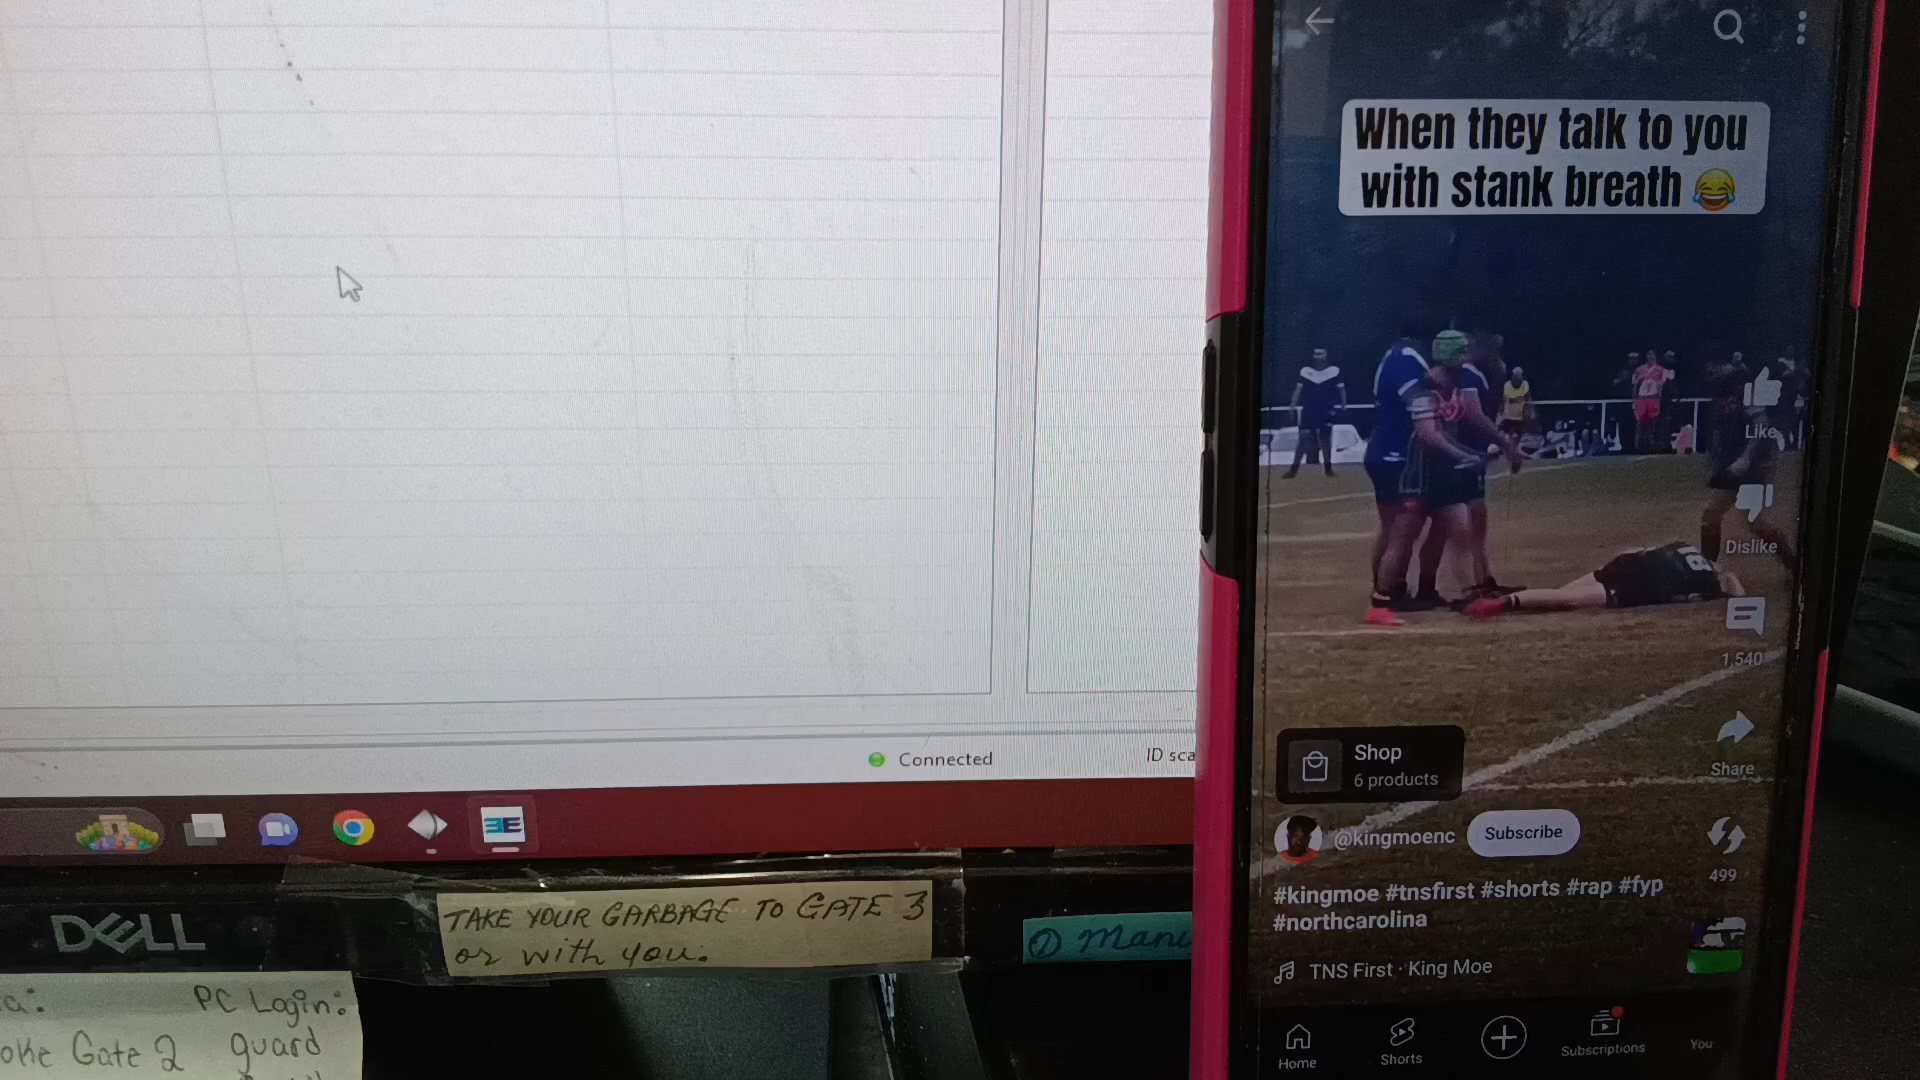 Connected
ID sca
DELL
TAKE YOUR GARBAGE TO GATE 3
or with you.
PC Login:
oke Gate 2 guard
When they talk to you
with stank breath 😂
Like
Dislike
1,540
Share
Shop
6 products
@kingmoenc
Subscribe
499
#kingmoe #tnsfirst #shorts #rap #fyp
#northcarolina
TNS First · King Moe
Home
Shorts
Subscriptions
You